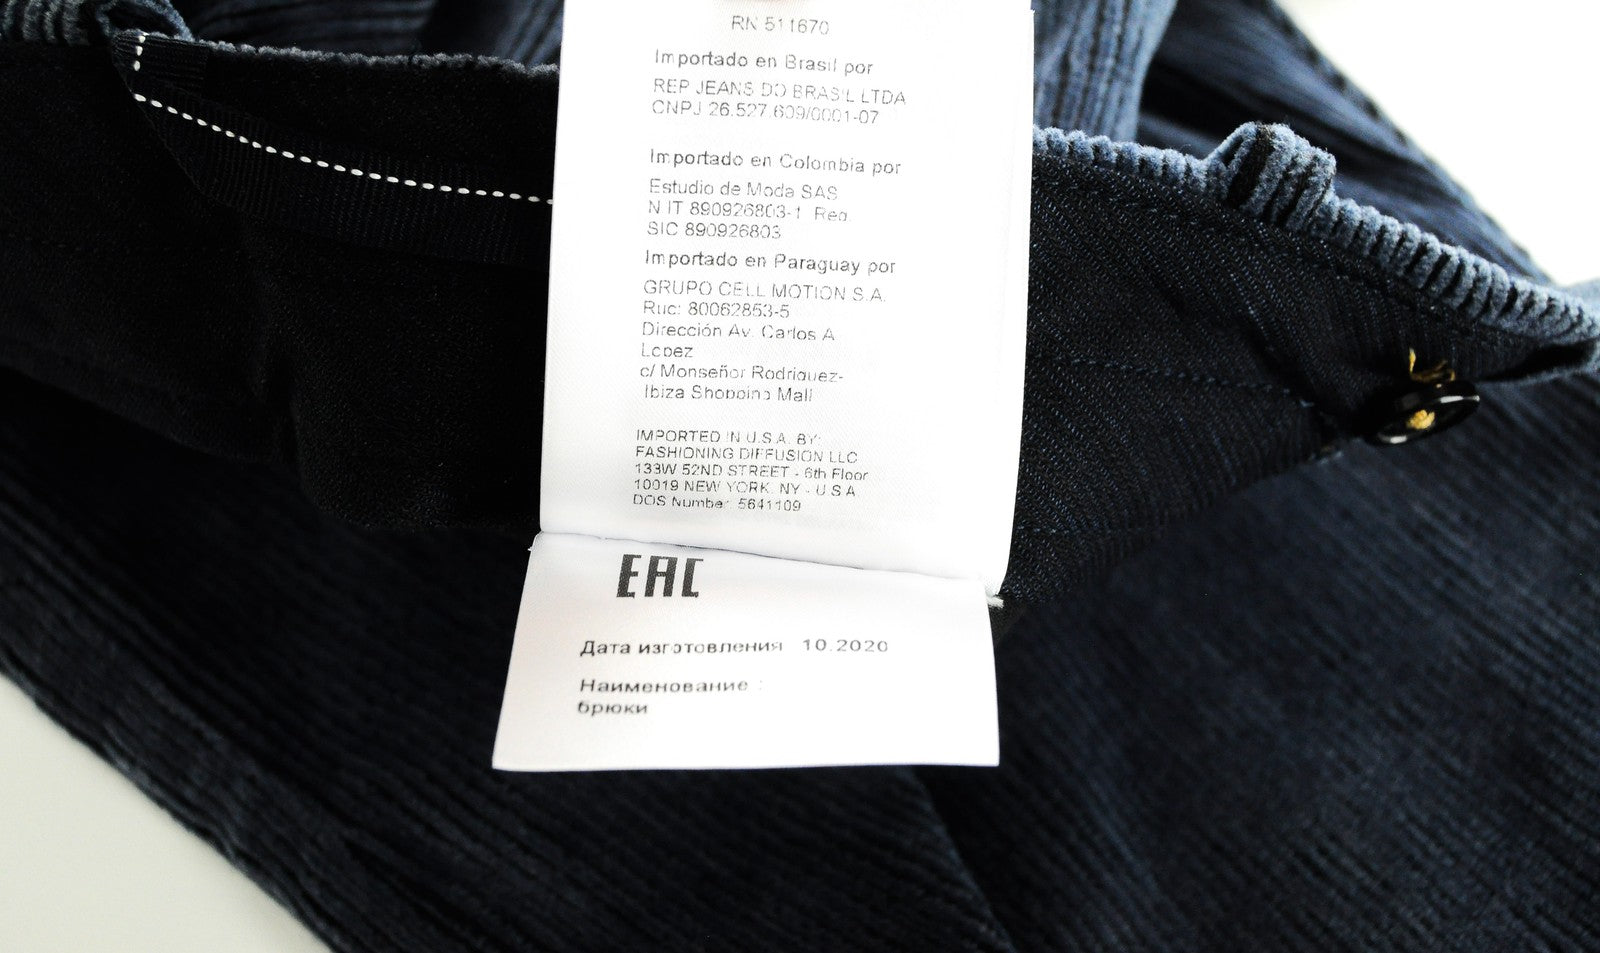 RN 511670
Importado en Brasil por
REP JEANS DO BRASIL LTDA
CNPJ 26.527.609/0001-07
Importado en Colombia por
Estudio de Moda SAS
NIT 890926803-1 Reg.
SIC 890926803
Importado en Paraguay por
GRUPO CELL MOTION S.A.
Ruc: 80062853-5
Dirección Av. Carlos A.
Lopez
c/ Monseñor Rodriguez-
Ibiza Shopping Mall
IMPORTED IN U.S.A. BY:
FASHIONING DIFFUSION LLC
133W 52ND STREET - 6th Floor
10019 NEW YORK, NY - U.S.A.
DOS Number: 5641109
EAC
Дата изготовления 10.2020
Наименование :
брюки